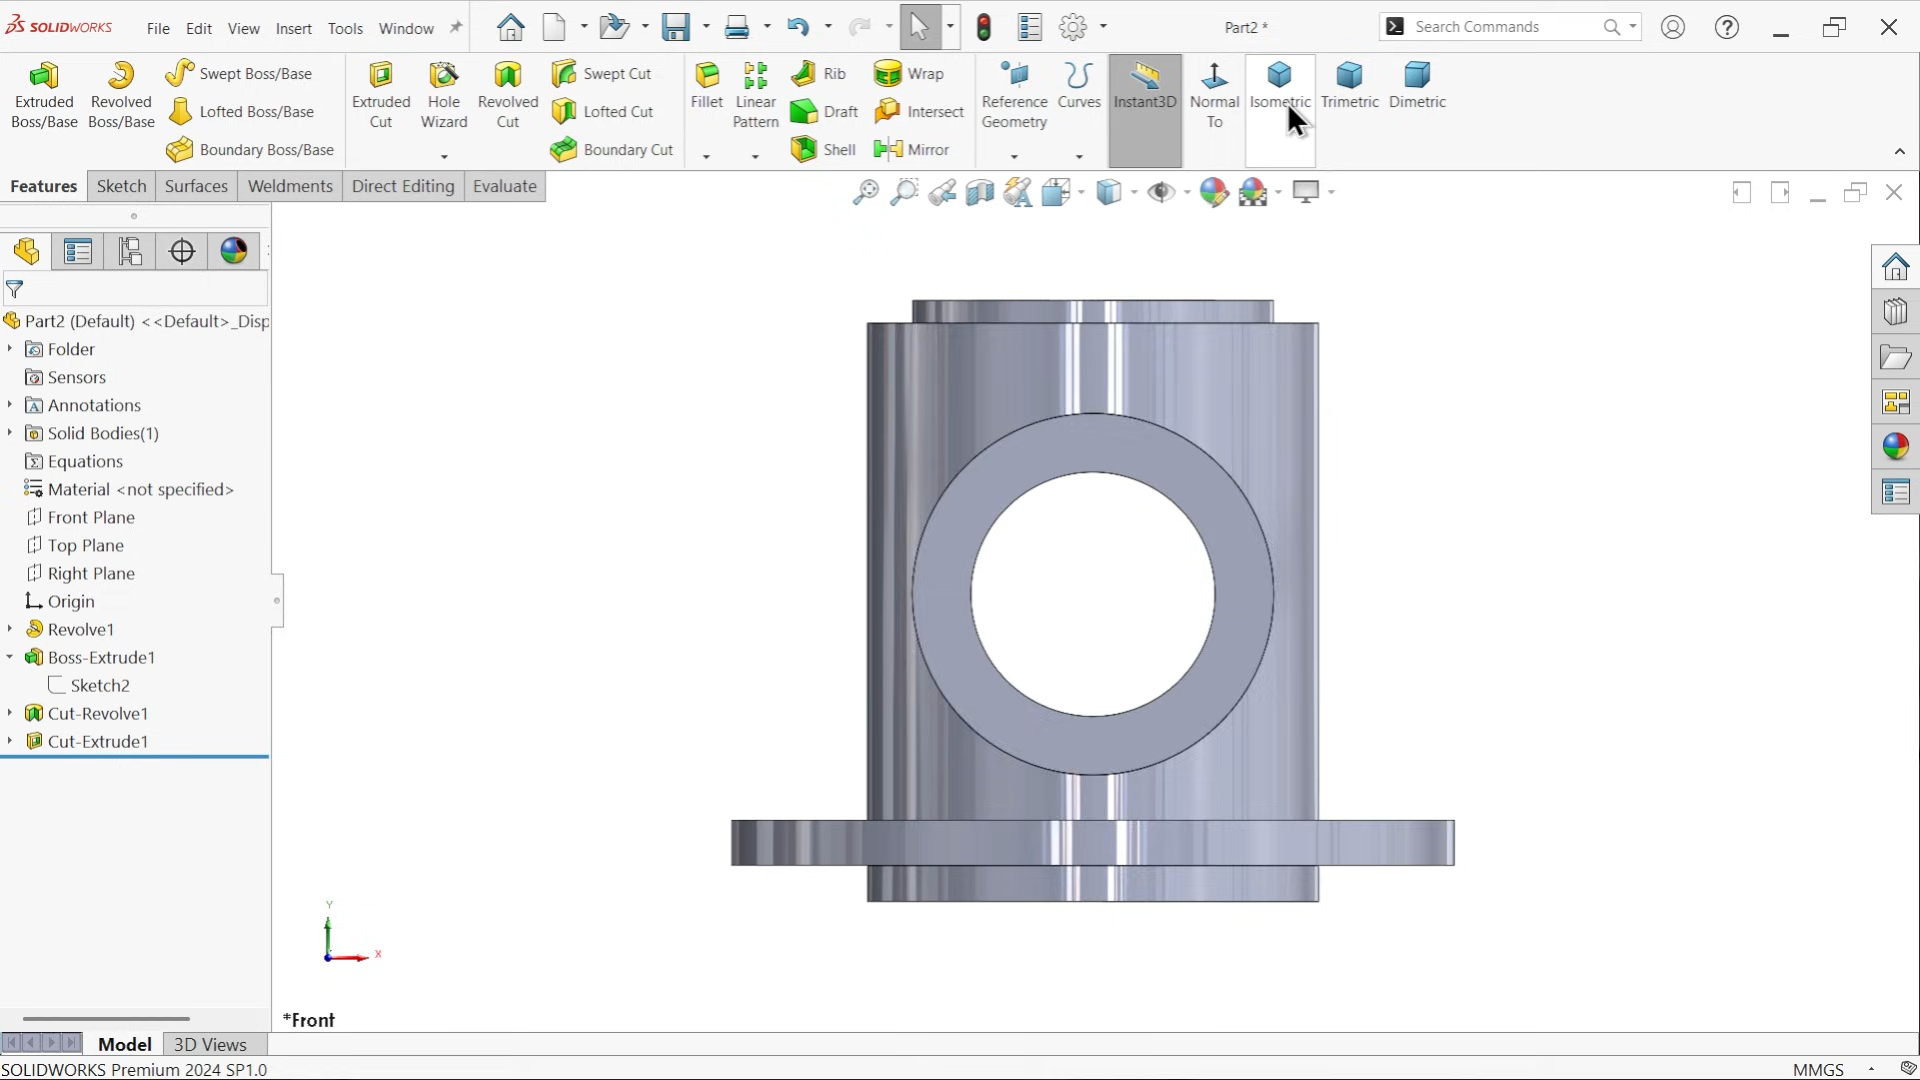 SOLIDWORKS File Edit View Insert Tools Window Part2 * Search Commands
Extruded Boss/Base
Revolved Boss/Base
Swept Boss/Base
Lofted Boss/Base
Boundary Boss/Base
Extruded Cut
Hole Wizard
Revolved Cut
Swept Cut
Lofted Cut
Boundary Cut
Fillet
Linear Pattern
Rib
Draft
Shell
Wrap
Intersect
Mirror
Reference Geometry
Curves
Instant3D
Normal To
Isometric
Trimetric
Dimetric
Features Sketch Surfaces Weldments Direct Editing Evaluate
Part2 (Default) <<Default>_Disp
Folder
Sensors
Annotations
Solid Bodies(1)
Equations
Material <not specified>
Front Plane
Top Plane
Right Plane
Origin
Revolve1
Boss-Extrude1
Sketch2
Cut-Revolve1
Cut-Extrude1
Y
X
*Front
Model 3D Views
SOLIDWORKS Premium 2024 SP1.0 MMGS